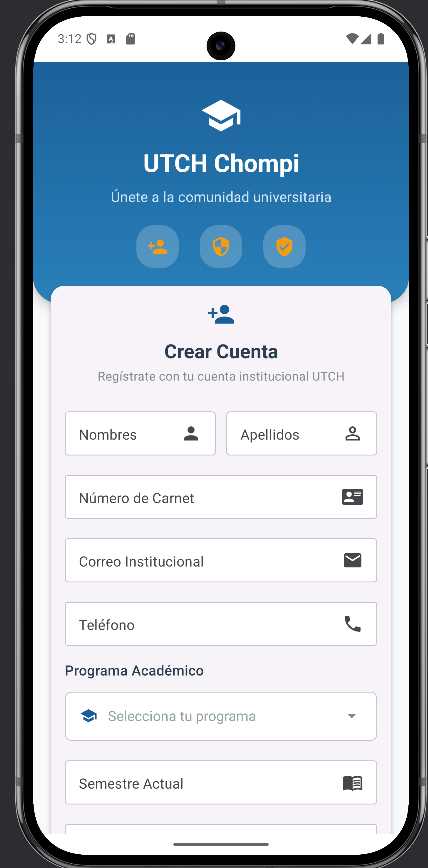 3:12
UTCH Chompi
Únete a la comunidad universitaria
Crear Cuenta
Regístrate con tu cuenta institucional UTCH
Nombres
Apellidos
Número de Carnet
Correo Institucional
Teléfono
Programa Académico
Selecciona tu programa
Semestre Actual